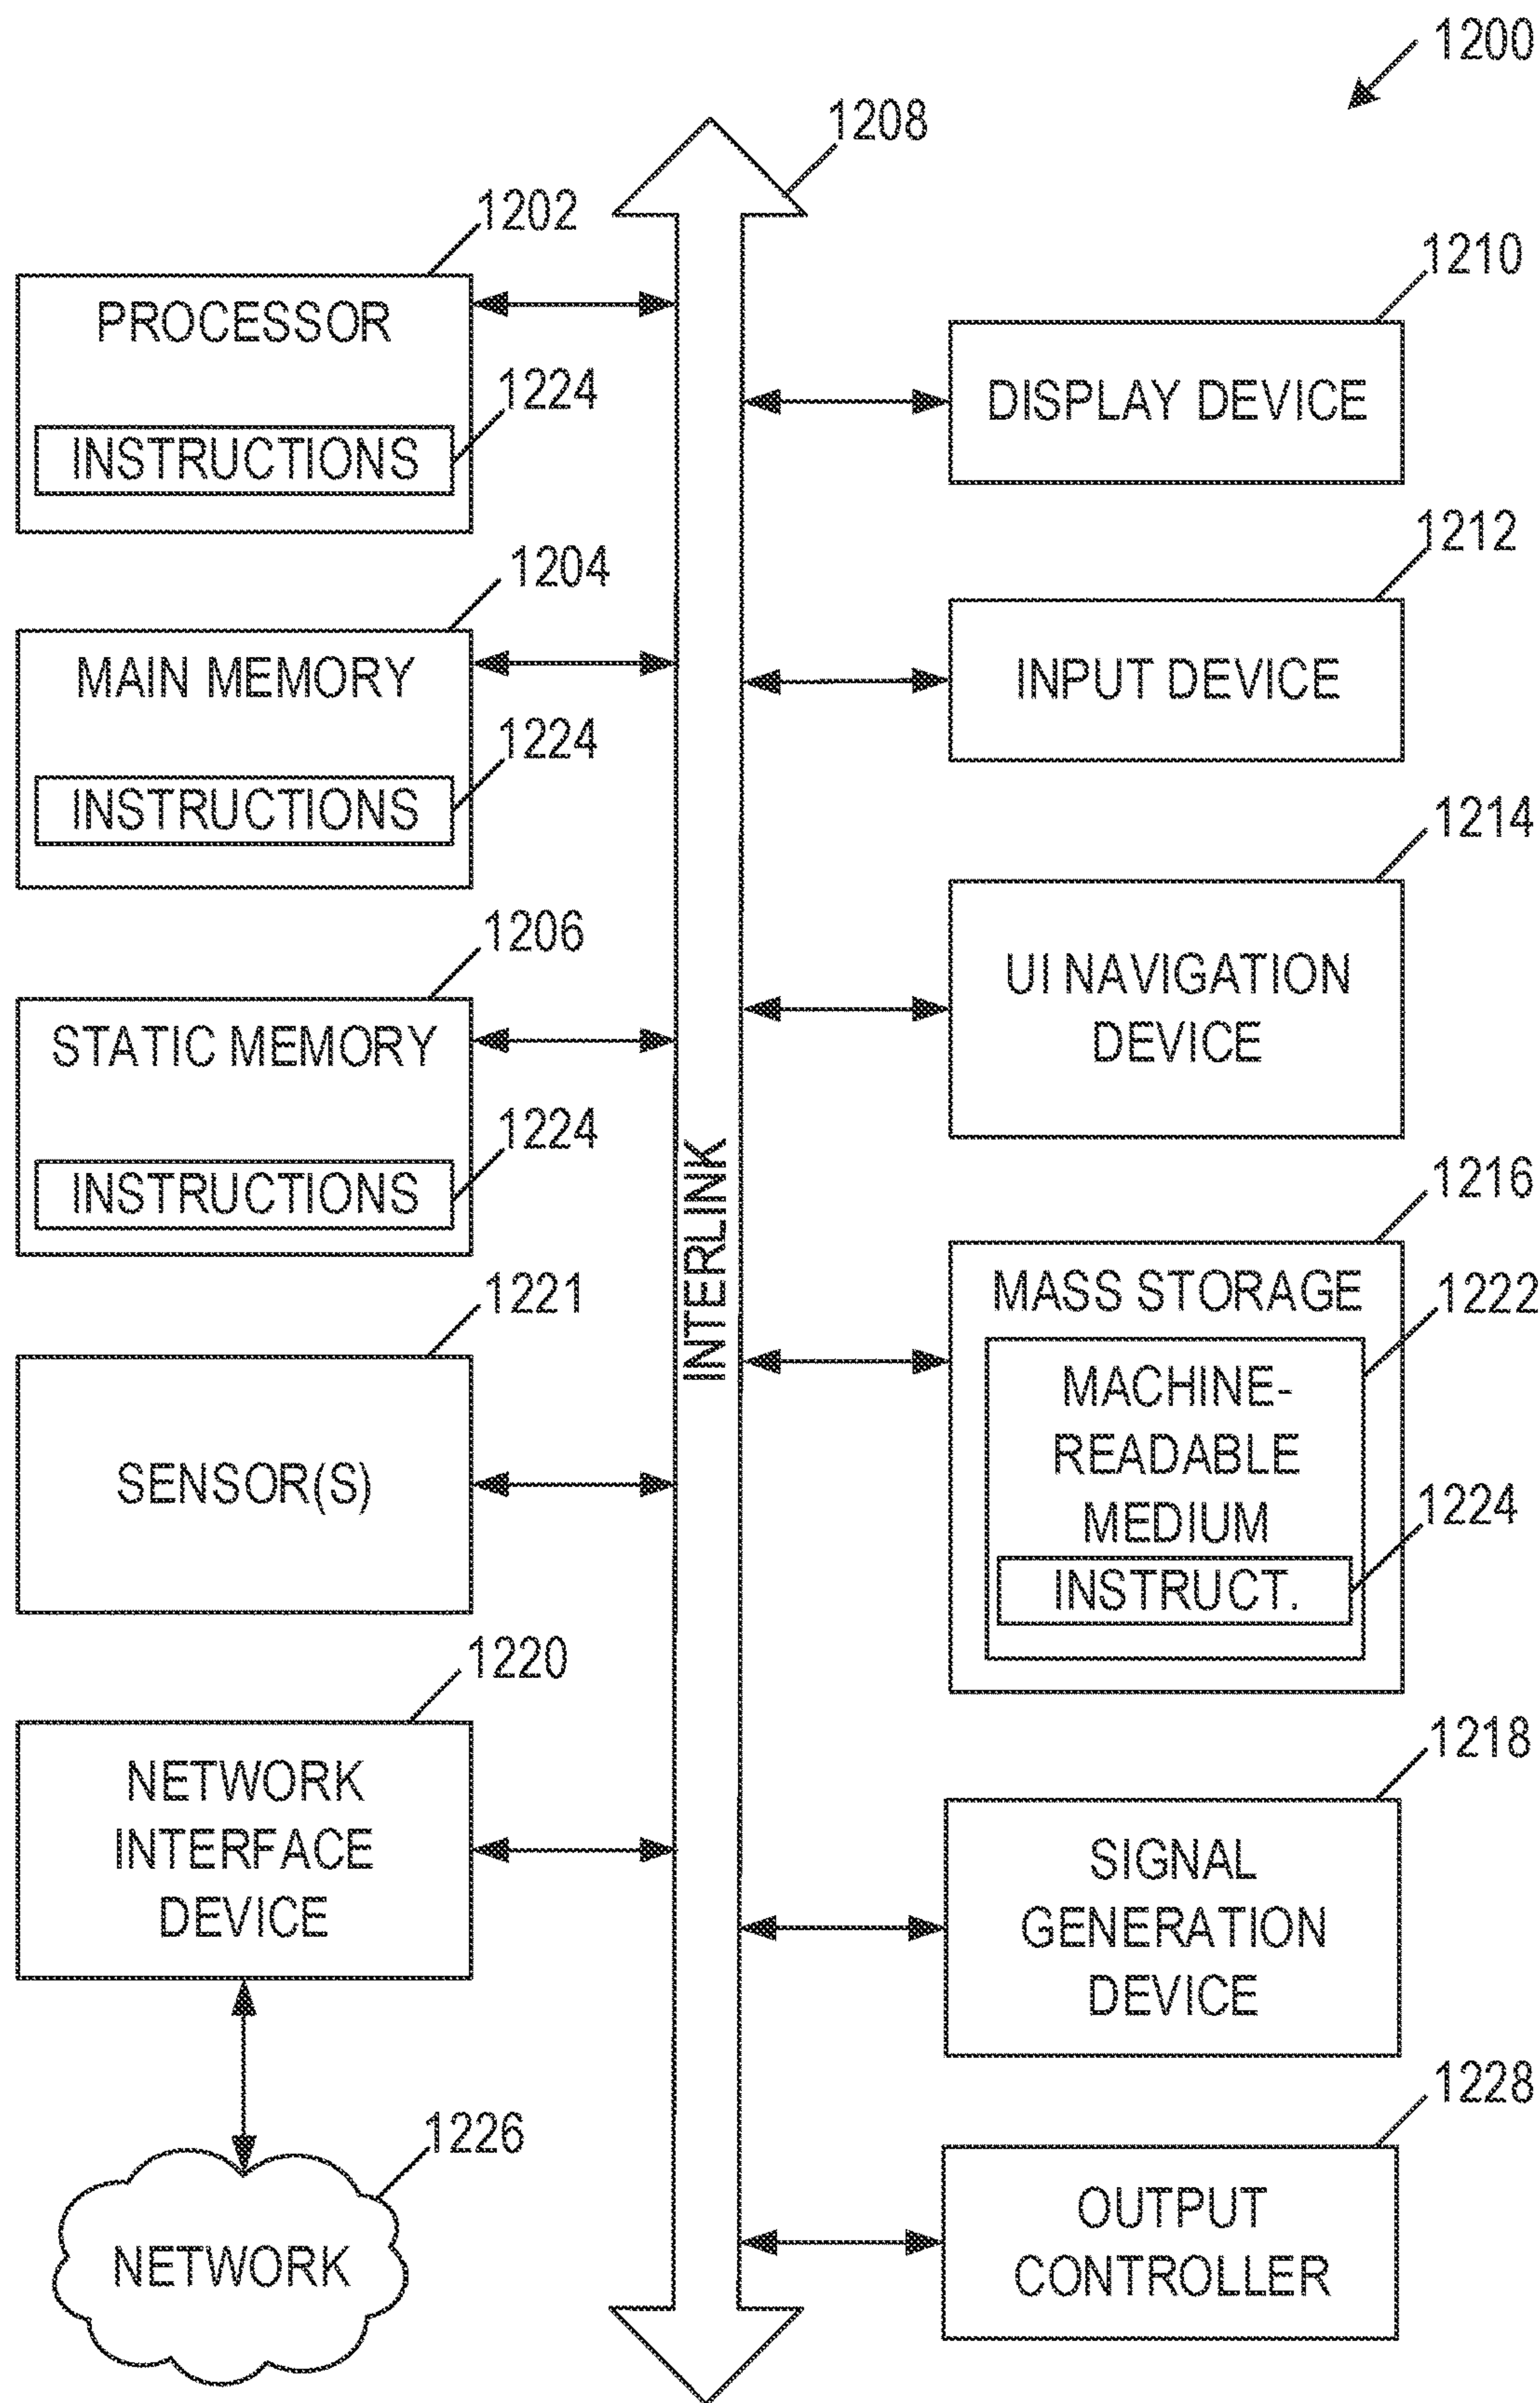 1200
1208
1202
PROCESSOR
1224
INSTRUCTIONS
1204
MAIN MEMORY
1224
INSTRUCTIONS
1206
STATIC MEMORY
1224
INSTRUCTIONS
1221
SENSOR(S)
1220
NETWORK
INTERFACE
DEVICE
1226
NETWORK
INTERLINK
1210
DISPLAY DEVICE
1212
INPUT DEVICE
1214
UI NAVIGATION
DEVICE
1216
MASS STORAGE
1222
MACHINE-
READABLE
MEDIUM
1224
INSTRUCT.
1218
SIGNAL
GENERATION
DEVICE
1228
OUTPUT
CONTROLLER